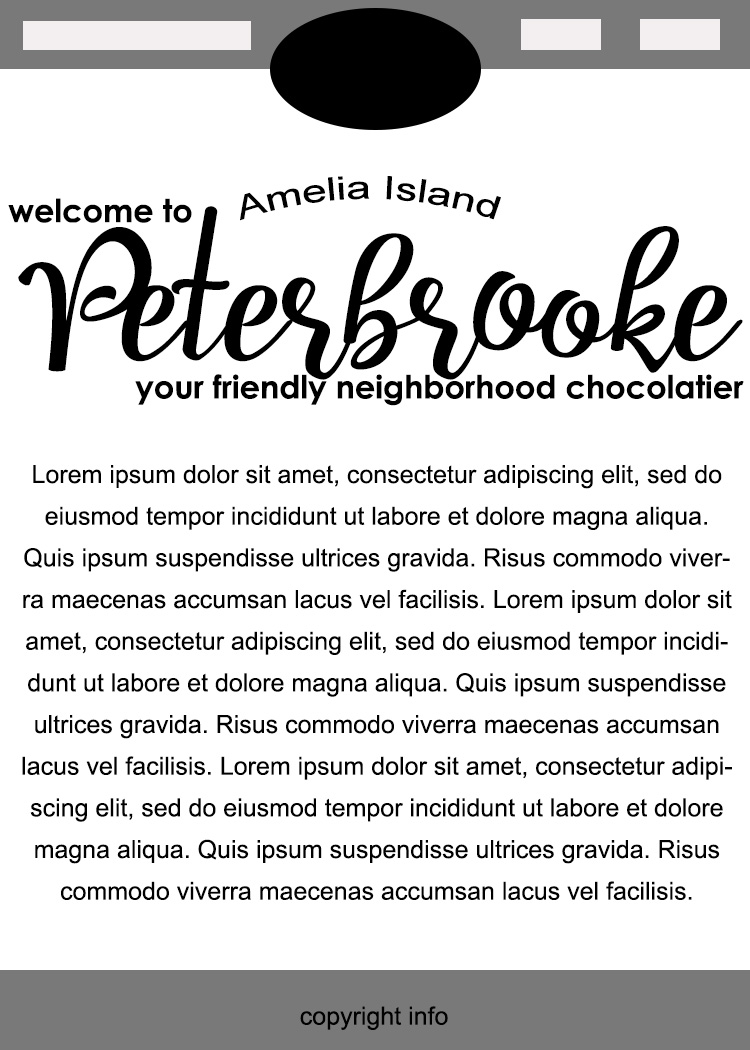 welcome to
Amelia Island
Peterbrooke
your friendly neighborhood chocolatier
Lorem ipsum dolor sit amet, consectetur adipiscing elit, sed do
eiusmod tempor incididunt ut labore et dolore magna aliqua.
Quis ipsum suspendisse ultrices gravida. Risus commodo viver-
ra maecenas accumsan lacus vel facilisis. Lorem ipsum dolor sit
amet, consectetur adipiscing elit, sed do eiusmod tempor incidi-
dunt ut labore et dolore magna aliqua. Quis ipsum suspendisse
ultrices gravida. Risus commodo viverra maecenas accumsan
lacus vel facilisis. Lorem ipsum dolor sit amet, consectetur adipi-
scing elit, sed do eiusmod tempor incididunt ut labore et dolore
magna aliqua. Quis ipsum suspendisse ultrices gravida. Risus
commodo viverra maecenas accumsan lacus vel facilisis.
copyright info